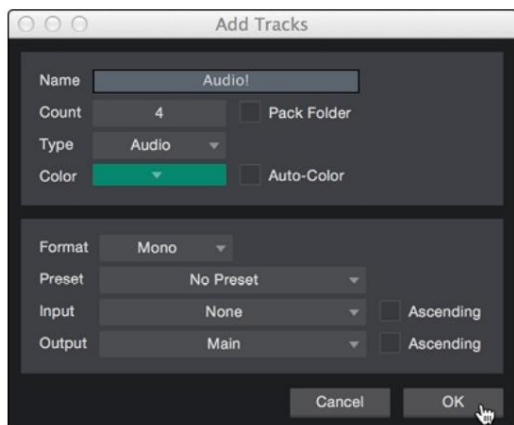 Add Tracks
Name Audio!
Count 4 Pack Folder
Type Audio
Color Auto-Color
Format Mono
Preset No Preset
Input None Ascending
Output Main Ascending
Cancel OK